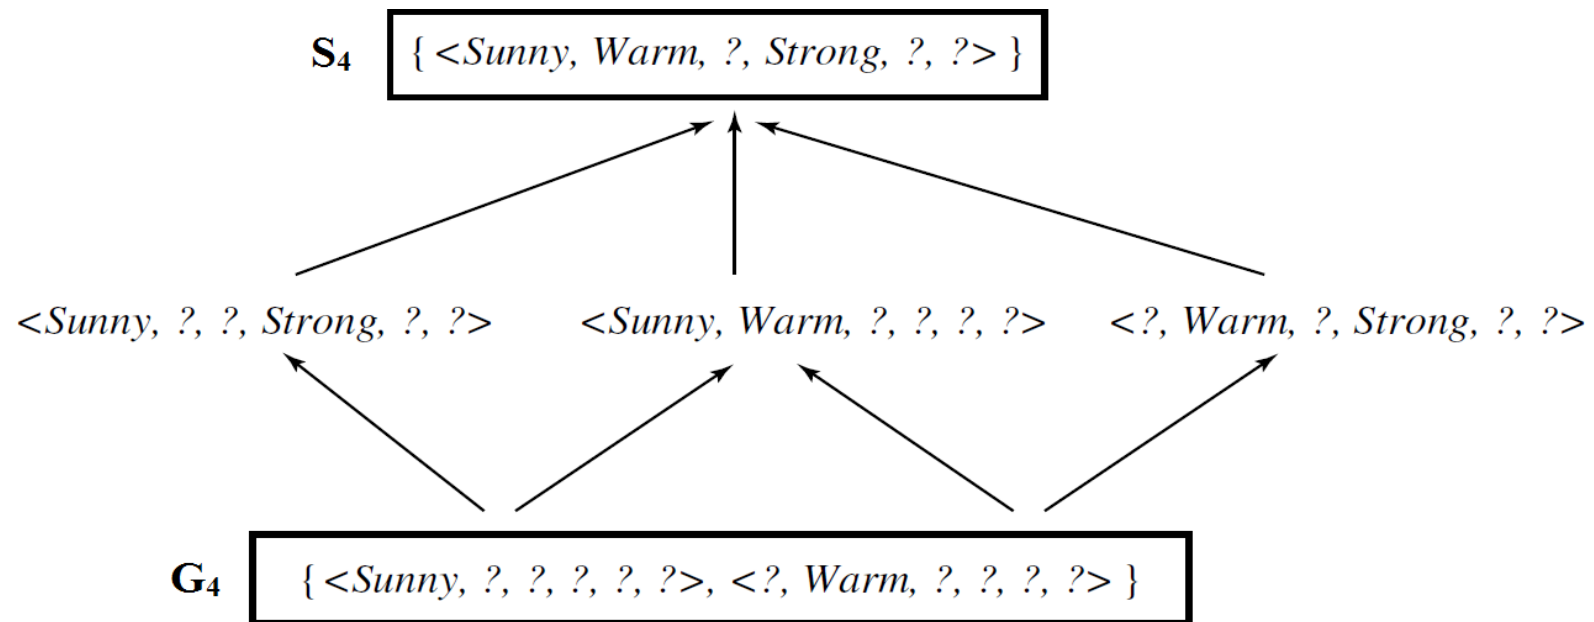 S₄ { <Sunny, Warm, ?, Strong, ?, ?> }
<Sunny, ?, ?, Strong, ?, ?> <Sunny, Warm, ?, ?, ?, ?> <?, Warm, ?, Strong, ?, ?>
G₄ { <Sunny, ?, ?, ?, ?, ?>, <?, Warm, ?, ?, ?, ?> }